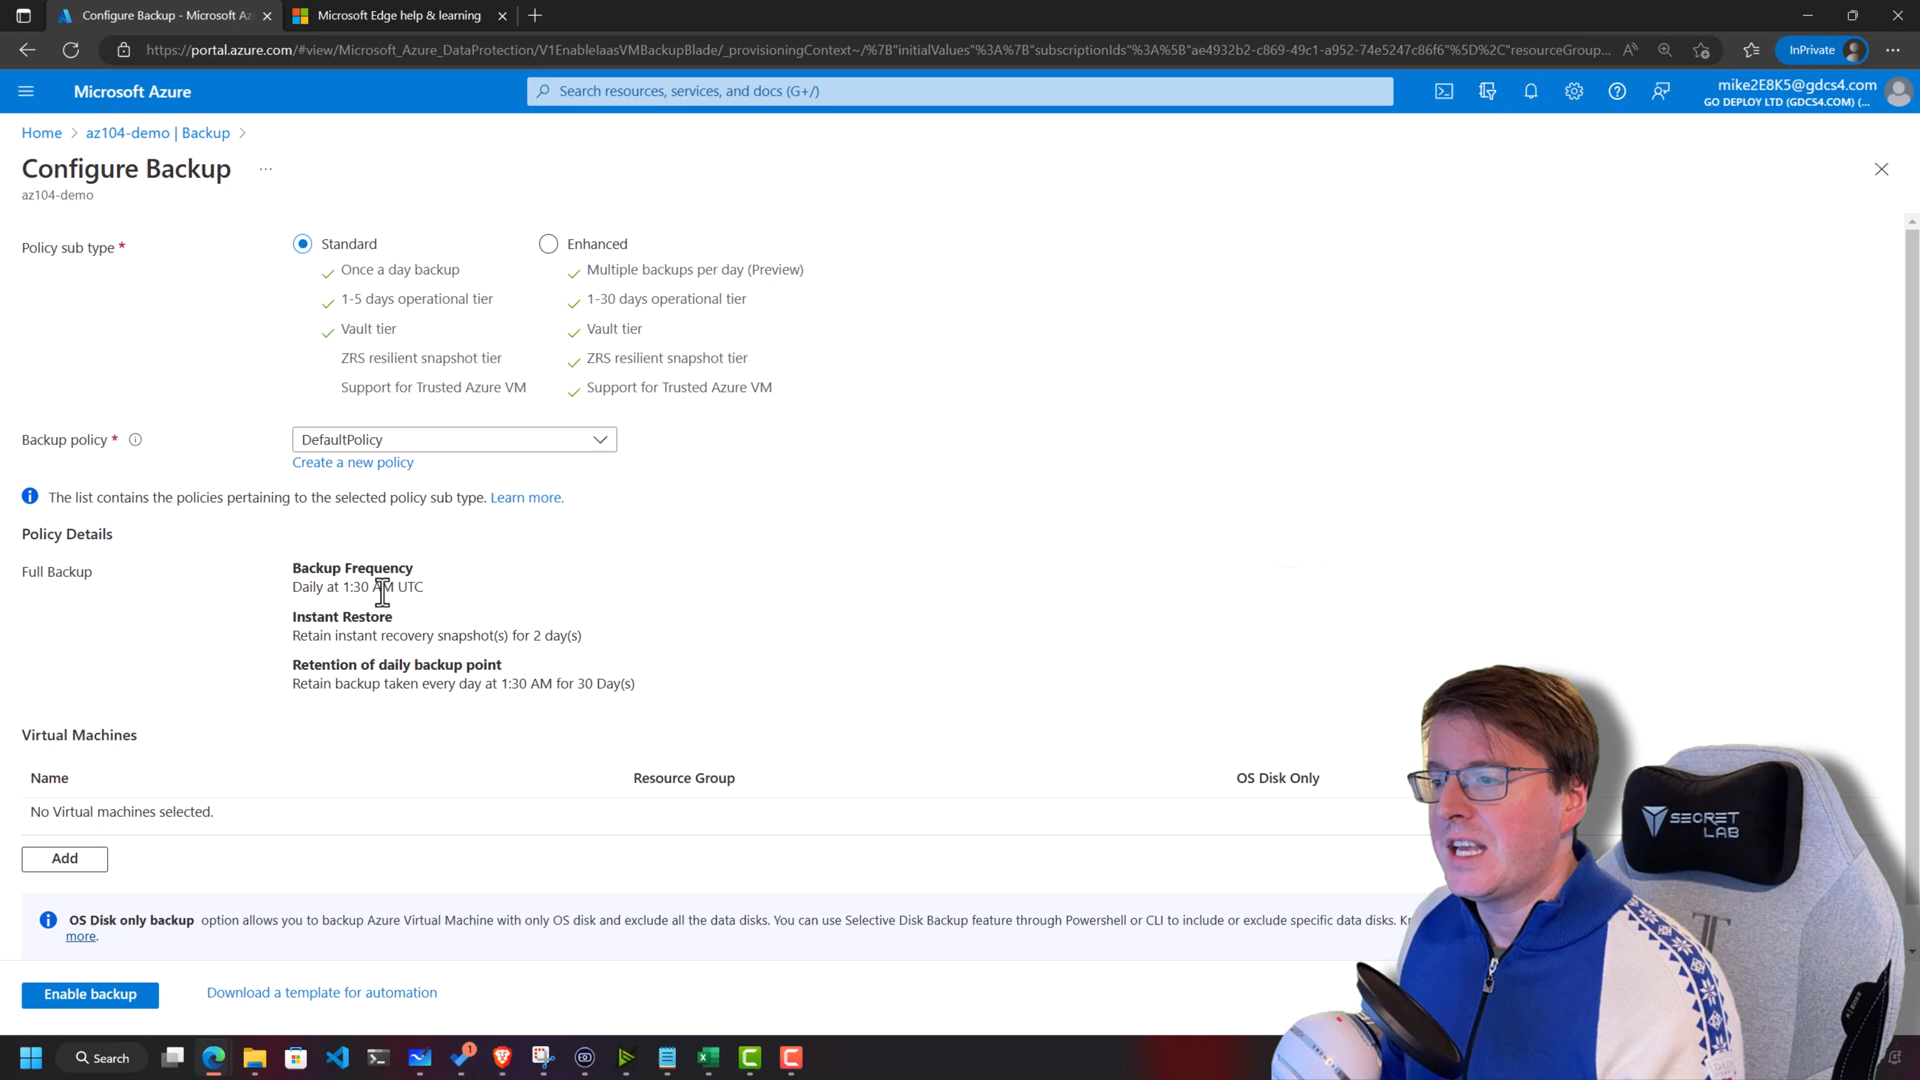 Configure Backup - Microsoft Az
Microsoft Edge help & learning
https://portal.azure.com/#view/Microsoft_Azure_DataProtection/V1EnableIaasVMBackupBlade/_provisioningContext~/%7B"initialValues"%3A%7B"subscriptionIds"%3A%5B"ae4932b2-c869-49c1-a952-74e5247c86f6"%5D%2C"resourceGroup...
InPrivate
Microsoft Azure
Search resources, services, and docs (G+/)
mike2E8K5@gdcs4.com
GO DEPLOY LTD (GDCS4.COM) (...
Home > az104-demo | Backup >
Configure Backup ...
az104-demo
Policy sub type *
Standard
Once a day backup
1-5 days operational tier
Vault tier
ZRS resilient snapshot tier
Support for Trusted Azure VM
Enhanced
Multiple backups per day (Preview)
1-30 days operational tier
Vault tier
ZRS resilient snapshot tier
Support for Trusted Azure VM
Backup policy *
DefaultPolicy
Create a new policy
The list contains the policies pertaining to the selected policy sub type. Learn more.
Policy Details
Full Backup
Backup Frequency
Daily at 1:30 AM UTC
Instant Restore
Retain instant recovery snapshot(s) for 2 day(s)
Retention of daily backup point
Retain backup taken every day at 1:30 AM for 30 Day(s)
Virtual Machines
Name Resource Group OS Disk Only
No Virtual machines selected.
Add
OS Disk only backup option allows you to backup Azure Virtual Machine with only OS disk and exclude all the data disks. You can use Selective Disk Backup feature through Powershell or CLI to include or exclude specific data disks.
more.
Enable backup
Download a template for automation
SECRET
LAB
Search
1